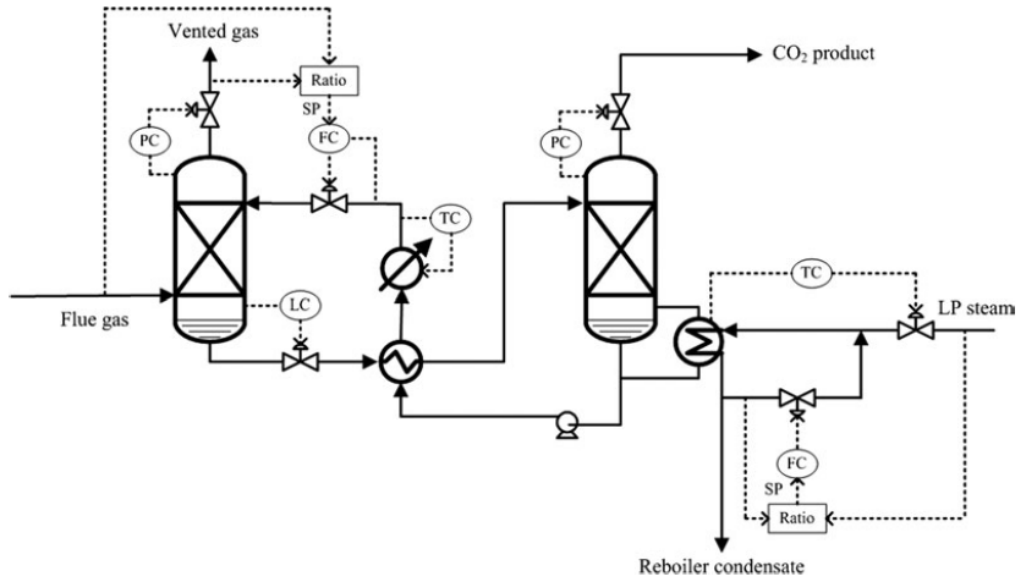 Vented gas
CO₂ product
Ratio
SP
PC
FC
PC
TC
TC
LC
LP steam
Flue gas
FC
SP
Ratio
Reboiler condensate